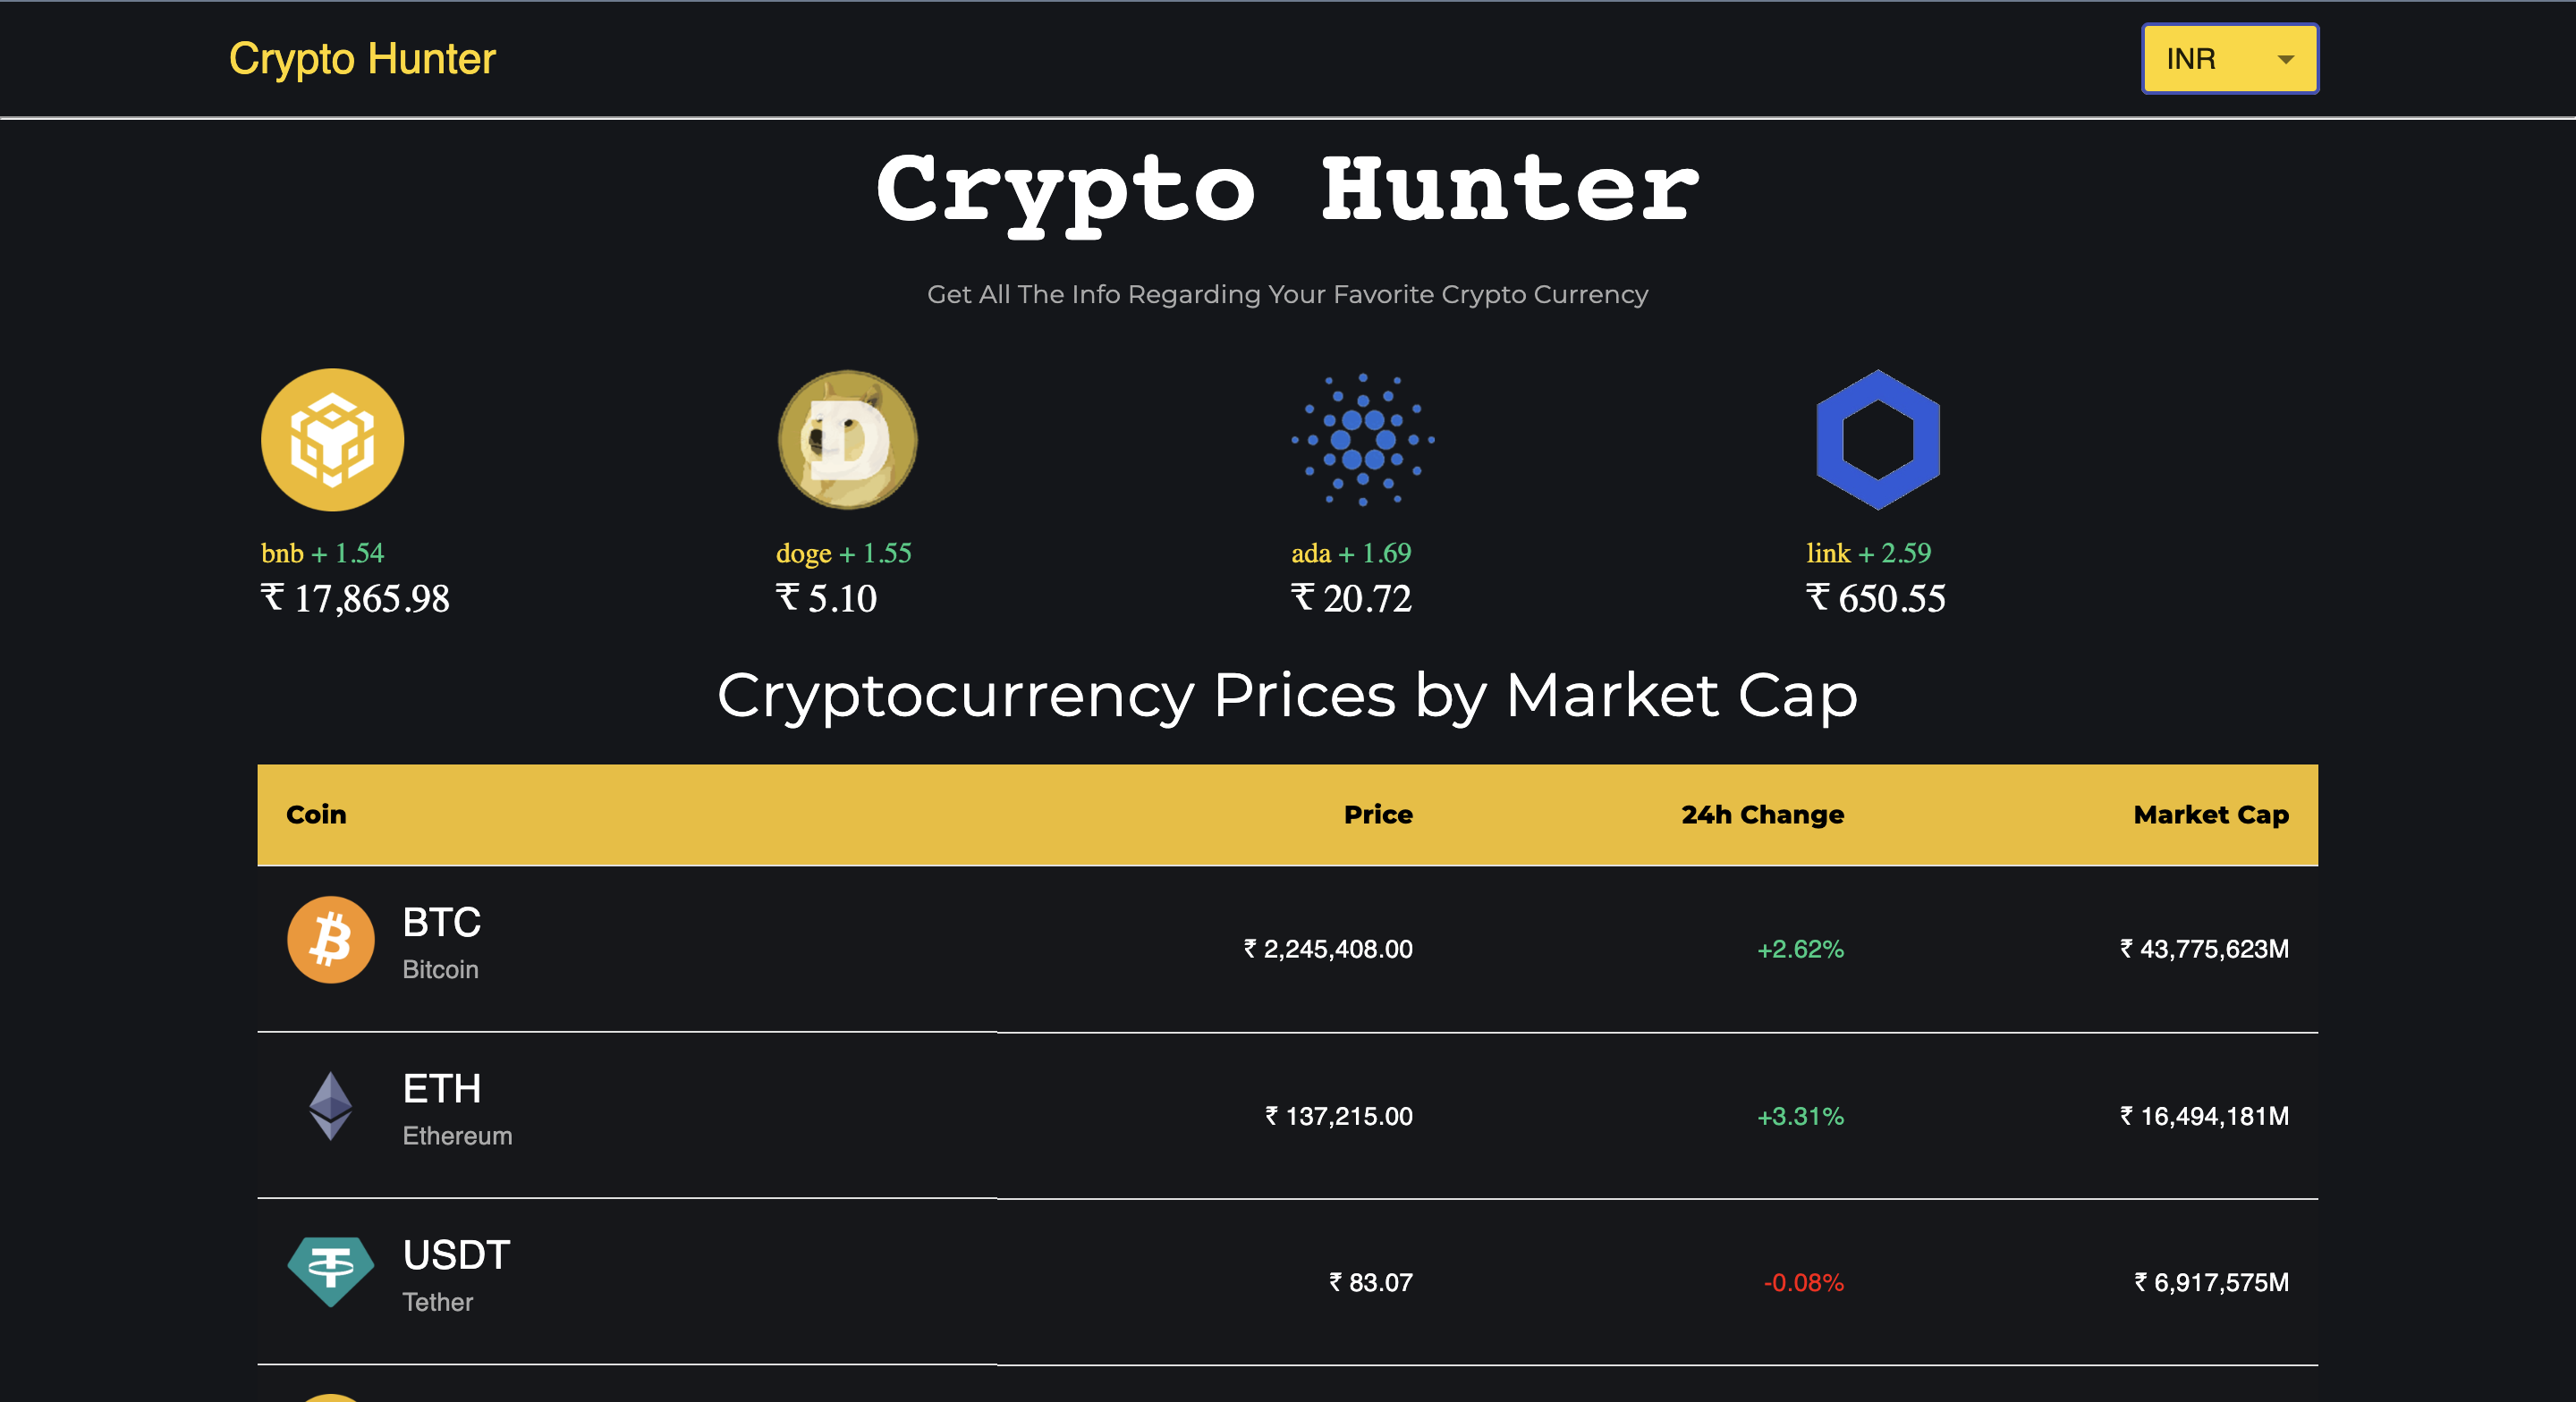 Crypto Hunter
INR
Crypto Hunter
Get All The Info Regarding Your Favorite Crypto Currency
bnb + 1.54
₹ 17,865.98
doge + 1.55
₹ 5.10
ada + 1.69
₹ 20.72
link + 2.59
₹ 650.55
Cryptocurrency Prices by Market Cap
Coin Price 24h Change Market Cap
BTC
Bitcoin
₹ 2,245,408.00 +2.62% ₹ 43,775,623M
ETH
Ethereum
₹ 137,215.00 +3.31% ₹ 16,494,181M
USDT
Tether
₹ 83.07 -0.08% ₹ 6,917,575M